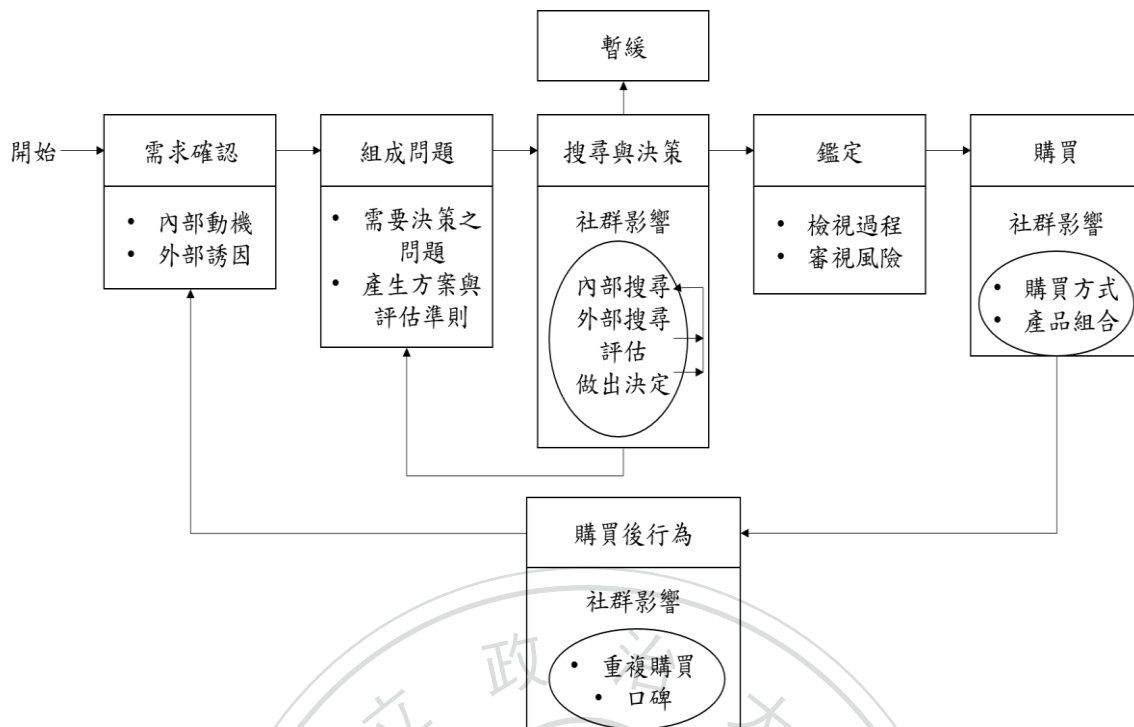 暫緩
開始
需求確認
• 內部動機
• 外部誘因
組成問題
• 需要決策之
問題
• 產生方案與
評估準則
搜尋與決策
社群影響
內部搜尋
外部搜尋
評估
做出決定
鑑定
• 檢視過程
• 審視風險
購買
社群影響
• 購買方式
• 產品組合
購買後行為
社群影響
• 重複購買
• 口碑
立政治大